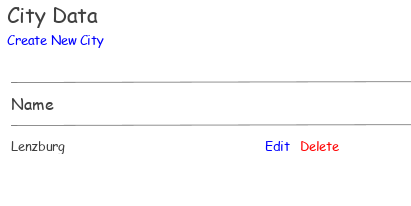 City Data
Create New City
Name
Lenzburg Edit Delete